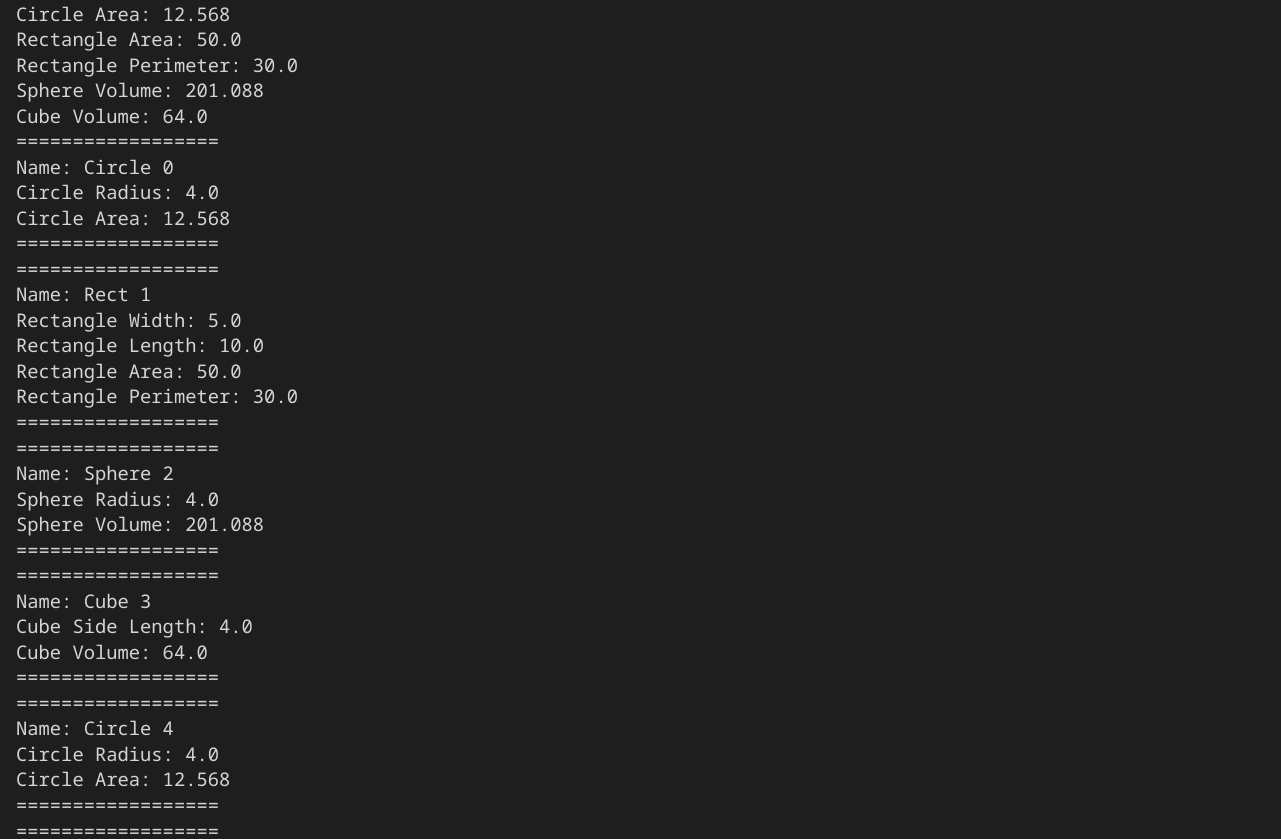 Circle Area: 12.568
Rectangle Area: 50.0
Rectangle Perimeter: 30.0
Sphere Volume: 201.088
Cube Volume: 64.0
==================
Name: Circle 0
Circle Radius: 4.0
Circle Area: 12.568
==================
==================
Name: Rect 1
Rectangle Width: 5.0
Rectangle Length: 10.0
Rectangle Area: 50.0
Rectangle Perimeter: 30.0
==================
==================
Name: Sphere 2
Sphere Radius: 4.0
Sphere Volume: 201.088
==================
==================
Name: Cube 3
Cube Side Length: 4.0
Cube Volume: 64.0
==================
==================
Name: Circle 4
Circle Radius: 4.0
Circle Area: 12.568
==================
==================